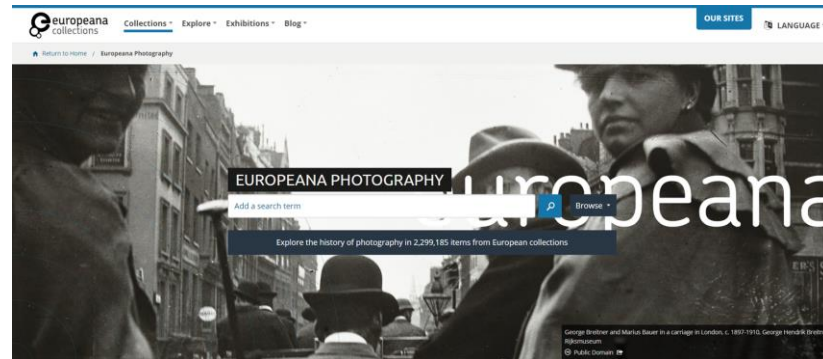 europeana
collections
Collections
Explore
Exhibitions
Blog
OUR SITES
LANGUAGE
Return to Home / Europeana Photography
EUROPEANA PHOTOGRAPHY
europeana
Add a search term
Browse
Explore the history of photography in 2,299,185 items from European collections
George Breitner and Marius Bauer in a carriage in London, c. 1897-1910, George Hendrik Breitn
Rijksmuseum
Public Domain